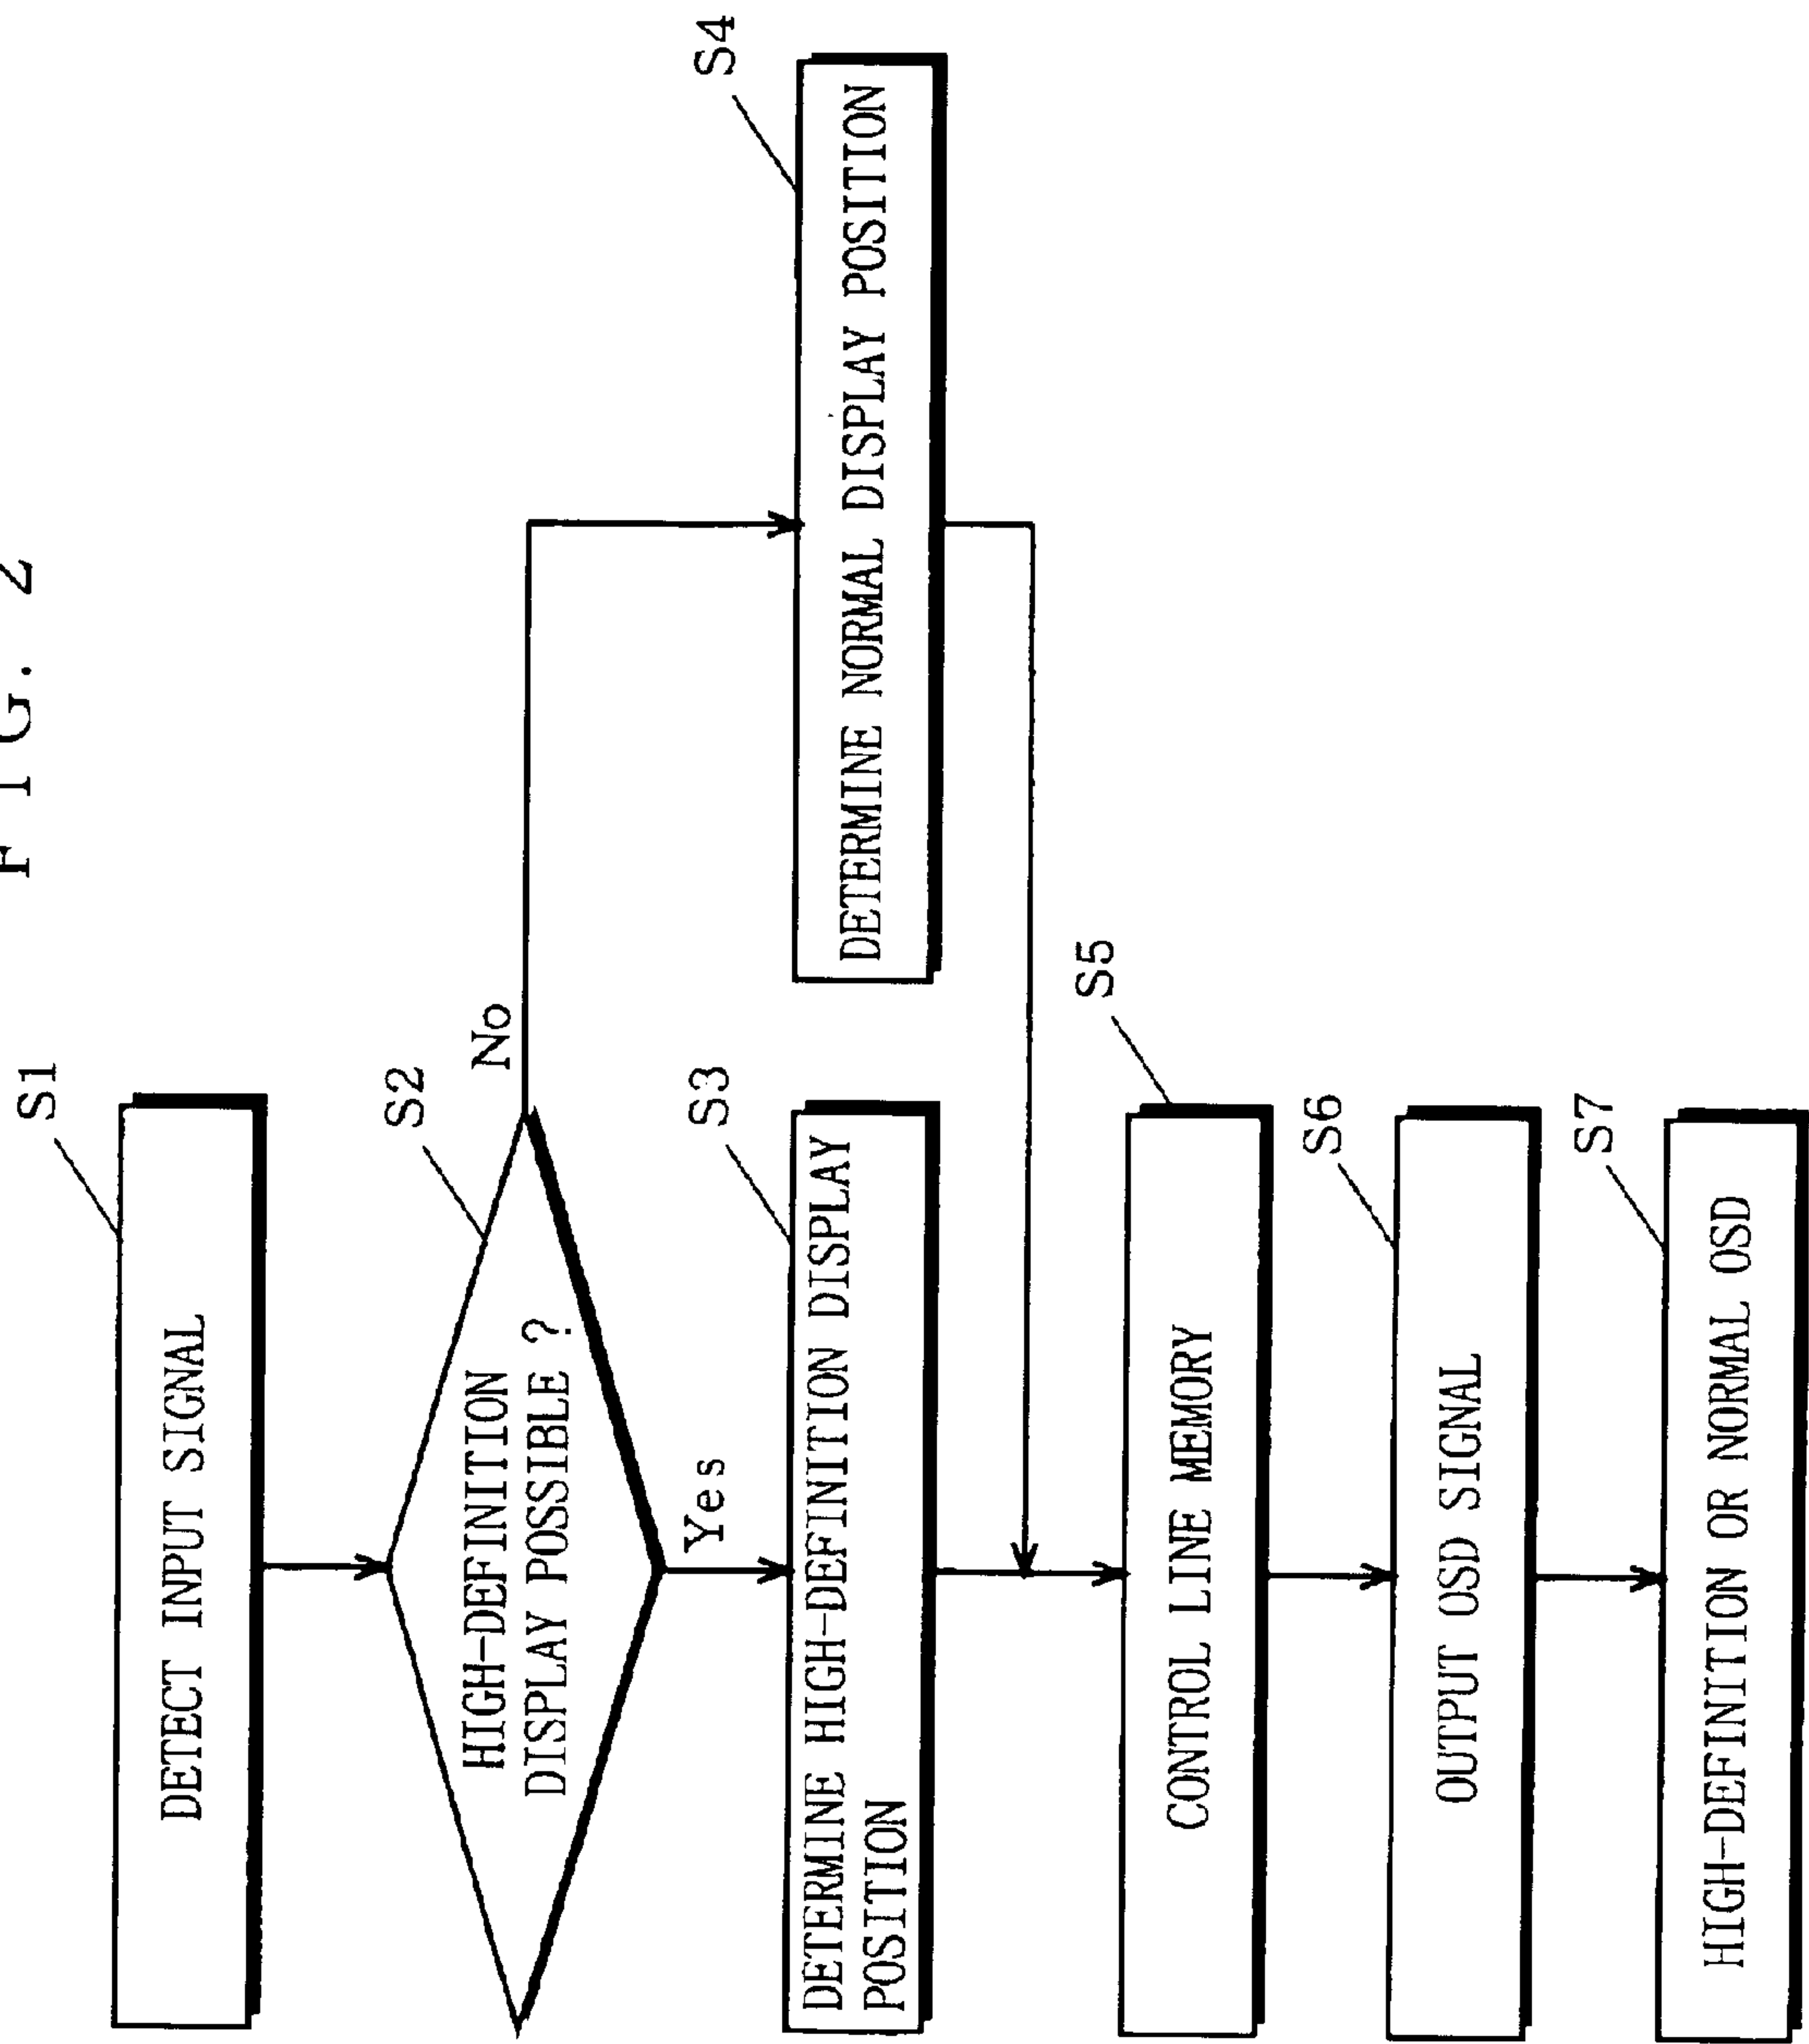 FIG. 2
S1
DETECT INPUT SIGNAL
S2
HIGH-DEFINITION
DISPLAY POSSIBLE ?
No
Yes
S3
DETERMINE HIGH-DEFINITION DISPLAY
POSITION
S4
DETERMINE NORMAL DISPLAY POSITION
S5
CONTROL LINE MEMORY
S6
OUTPUT OSD SIGNAL
S7
HIGH-DEFINITION OR NORMAL OSD